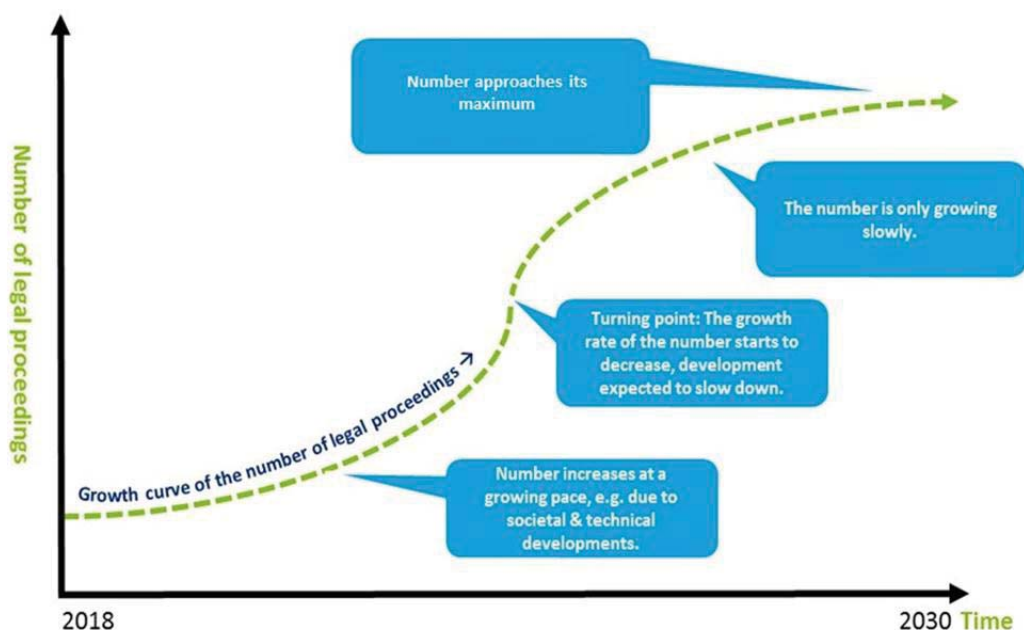 Number approaches its
maximum
The number is only growing
slowly.
Turning point: The growth
rate of the number starts to
decrease, development
expected to slow down.
Number increases at a
growing pace, e.g. due to
societal & technical
developments.
Growth curve of the number of legal proceedings →
Number of legal proceedings
2018
2030 Time